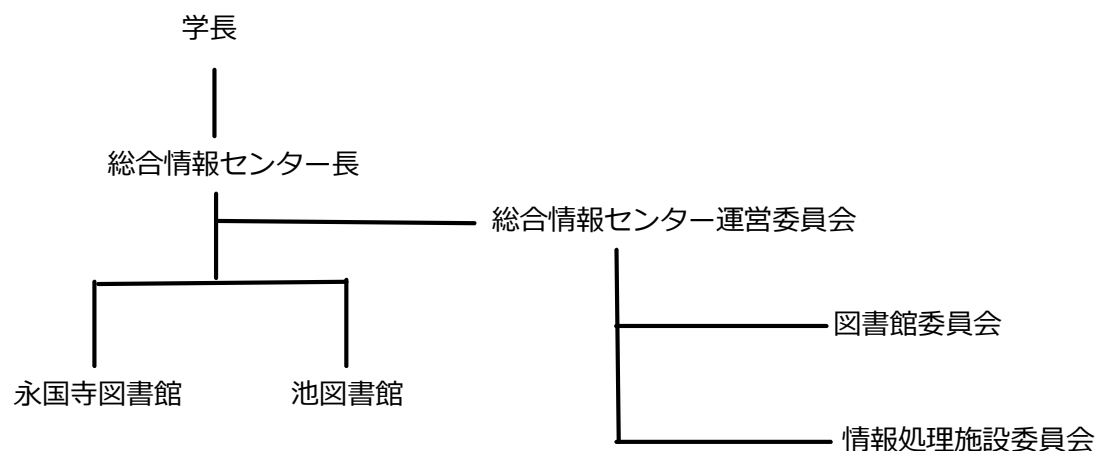 学長
総合情報センター長
総合情報センター運営委員会
図書館委員会
永国寺図書館
池図書館
情報処理施設委員会